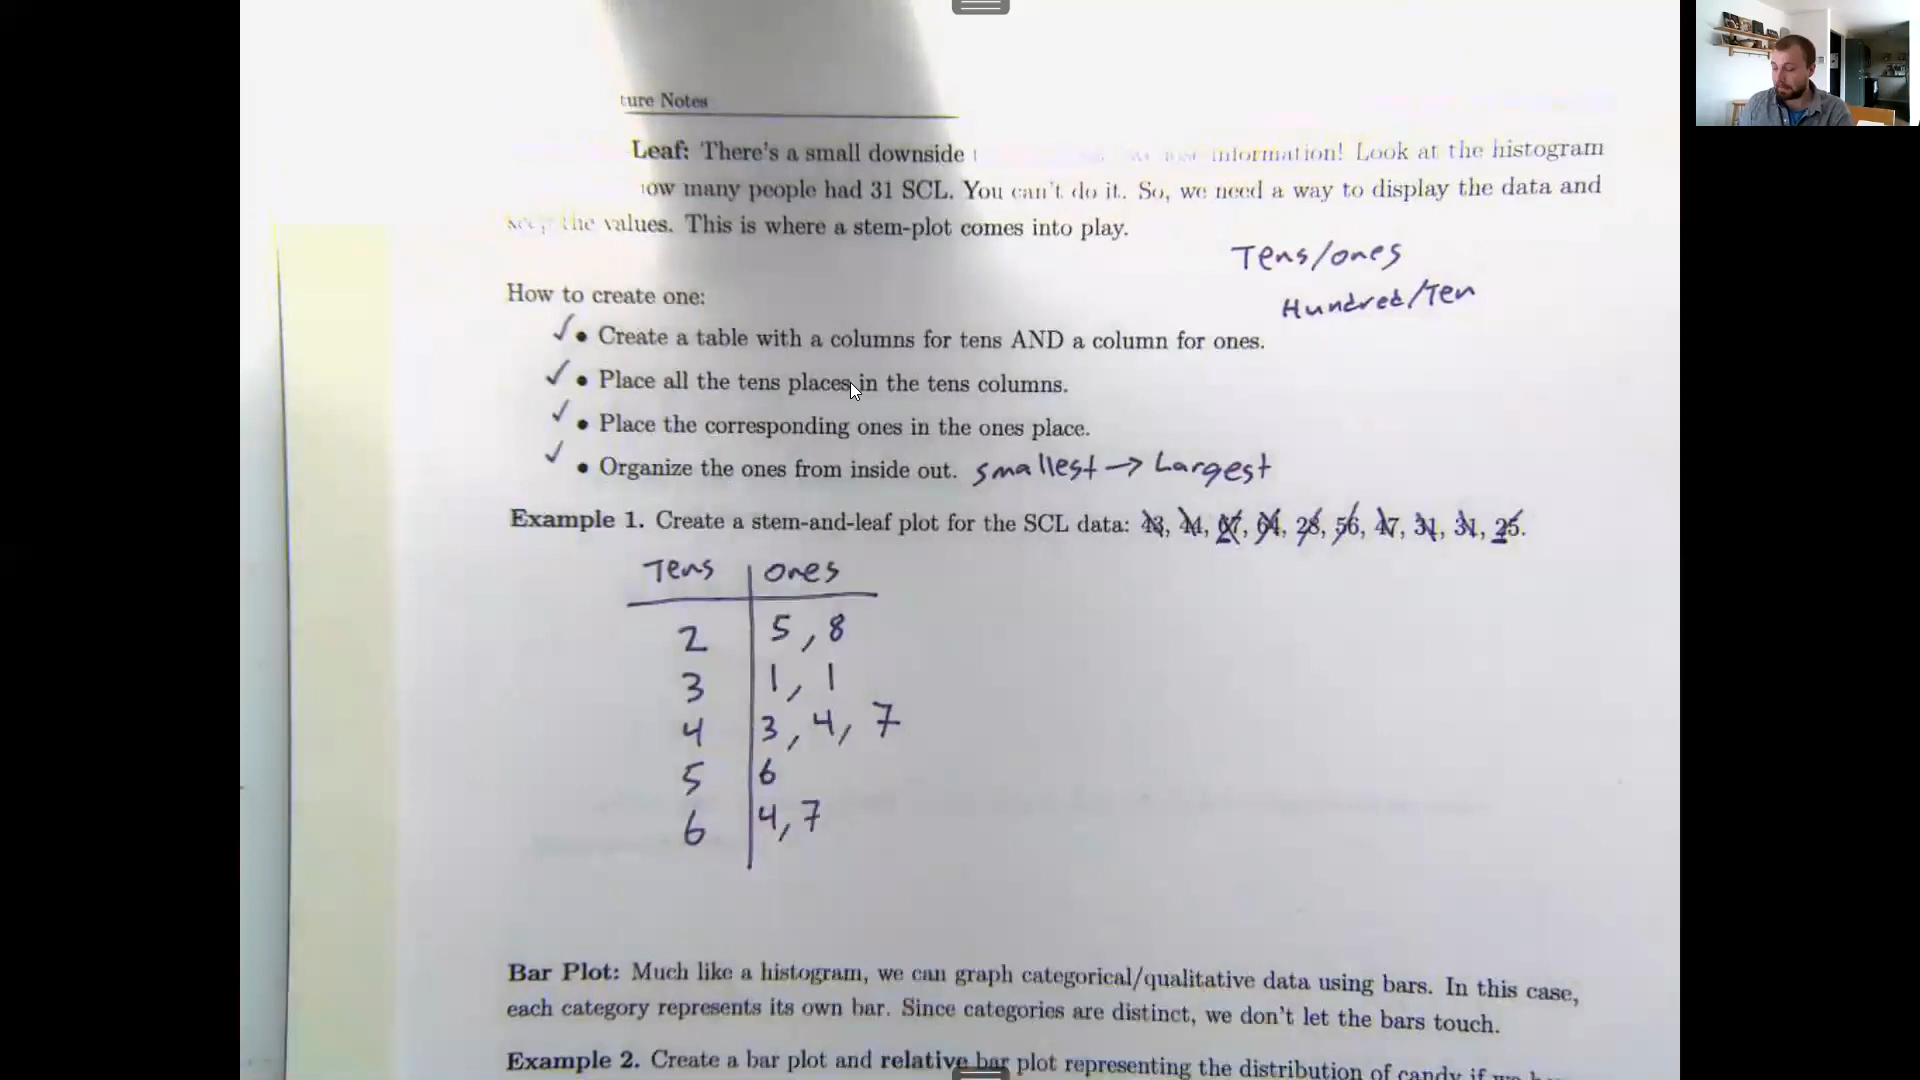 ture Notes
Leaf: There's a small downside information! Look at the histogram
many people had 31 SCL. You can't do it. So, we need a way to display the data and
the values. This is where a stem-plot comes into play.
Tens/ones
Hundred/Ten
How to create one:
✓ • Create a table with a columns for tens AND a column for ones.
✓ • Place all the tens places in the tens columns.
✓ • Place the corresponding ones in the ones place.
✓ • Organize the ones from inside out. smallest → Largest
Example 1. Create a stem-and-leaf plot for the SCL data: 43, 44, 67, 64, 28, 56, 47, 31, 31, 25.
Tens | ones
2 | 5, 8
3 | 1, 1
4 | 3, 4, 7
5 | 6
6 | 4, 7
Bar Plot: Much like a histogram, we can graph categorical/qualitative data using bars. In this case,
each category represents its own bar. Since categories are distinct, we don't let the bars touch.
Example 2. Create a bar plot and relative bar plot representing the distribution of candy if